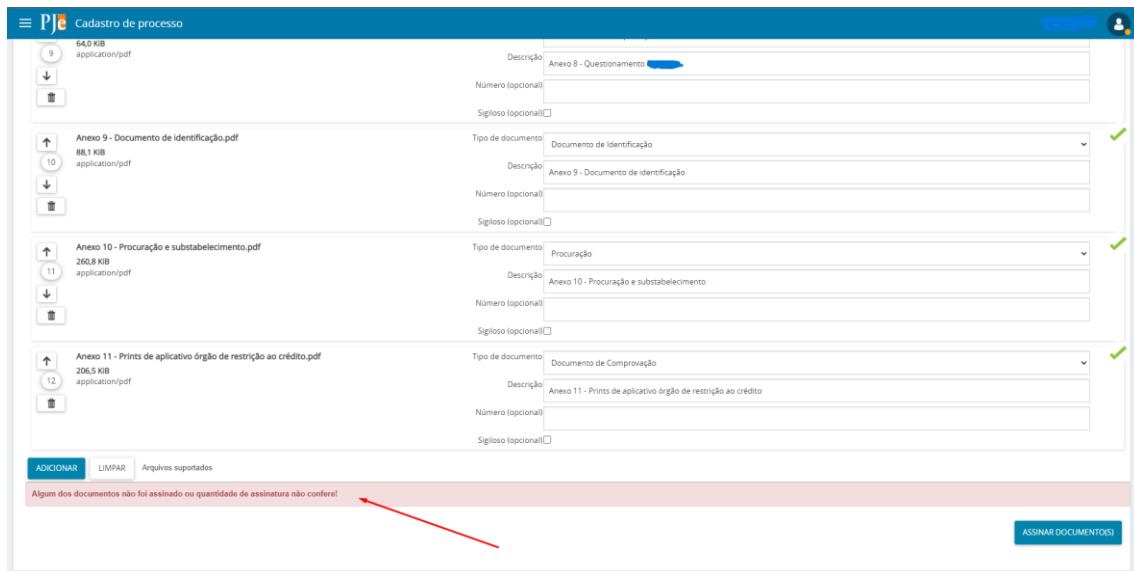 PJe Cadastro de processo
64,0 KiB
9
application/pdf
Descrição
Anexo 8 - Questionamento
Número (opcional)
Sigiloso (opcional)
Anexo 9 - Documento de identificação.pdf
Tipo de documento
Documento de Identificação
88,1 KiB
10
application/pdf
Descrição
Anexo 9 - Documento de identificação
Número (opcional)
Sigiloso (opcional)
Anexo 10 - Procuração e substabelecimento.pdf
Tipo de documento
Procuração
260,8 KiB
11
application/pdf
Descrição
Anexo 10 - Procuração e substabelecimento
Número (opcional)
Sigiloso (opcional)
Anexo 11 - Prints de aplicativo órgão de restrição ao crédito.pdf
Tipo de documento
Documento de Comprovação
206,5 KiB
12
application/pdf
Descrição
Anexo 11 - Prints de aplicativo órgão de restrição ao crédito
Número (opcional)
Sigiloso (opcional)
ADICIONAR LIMPAR Arquivos suportados
Algum dos documentos não foi assinado ou quantidade de assinatura não confere!
ASSINAR DOCUMENTO(S)